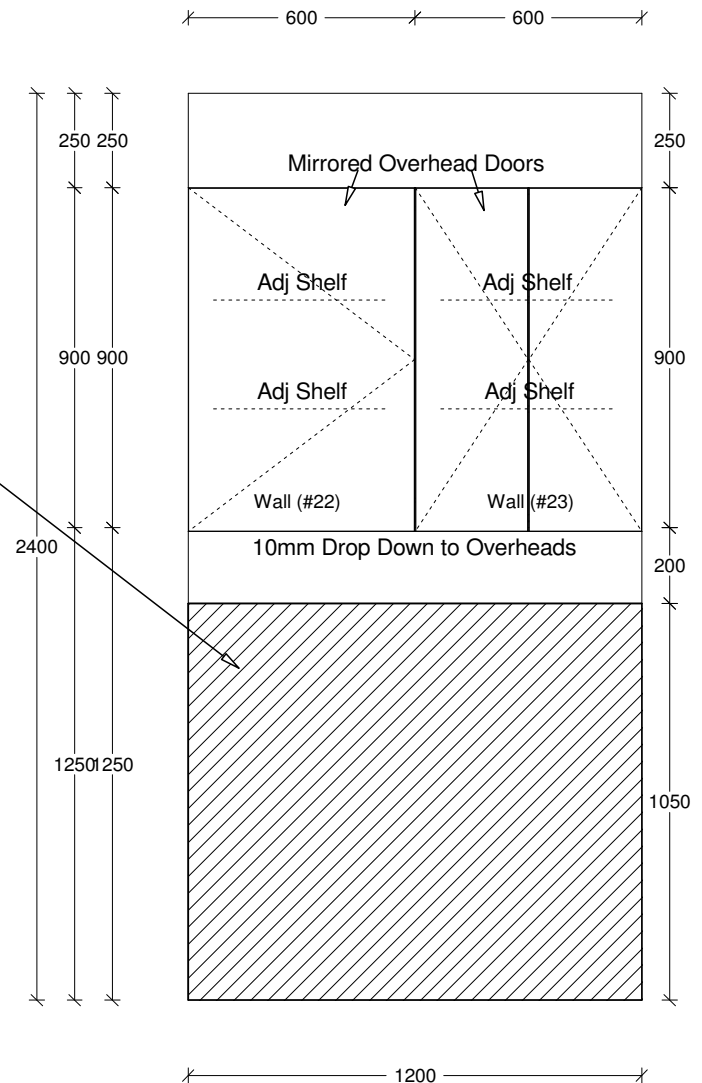 600 600
250 250 250
Mirrored Overhead Doors
Adj Shelf Adj Shelf
900 900 900
Adj Shelf Adj Shelf
Wall (#22) Wall (#23)
2400 10mm Drop Down to Overheads
200
1250 1250
1050
1200